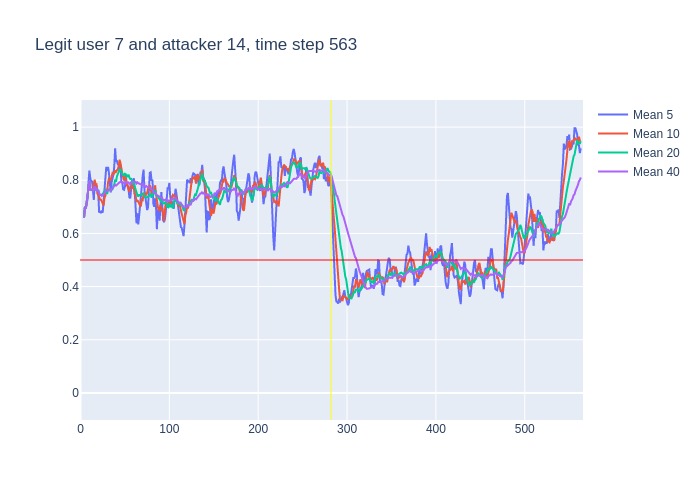 Legit user 7 and attacker 14, time step 563
Mean 5
Mean 10
Mean 20
Mean 40
1
0.8
0.6
0.4
0.2
0
0 100 200 300 400 500